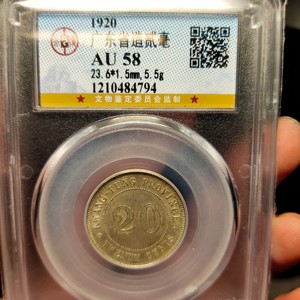 1920
广东省造贰毫
AU 58
23.6*1.5mm,5.5g
1210484794
★文物鉴定委员会监制★
KWANG-TUNG PROVINCE
20
TWENTY CENTS